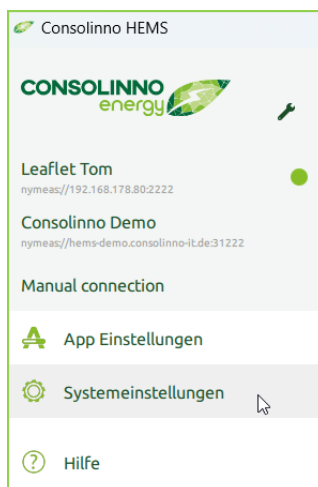 Consolinno HEMS
CONSOLINNO
energy
Leaflet Tom
nymeas://192.168.178.80:2222
Consolinno Demo
nymeas://hems-demo.consolinno-it.de:31222
Manual connection
App Einstellungen
Systemeinstellungen
Hilfe